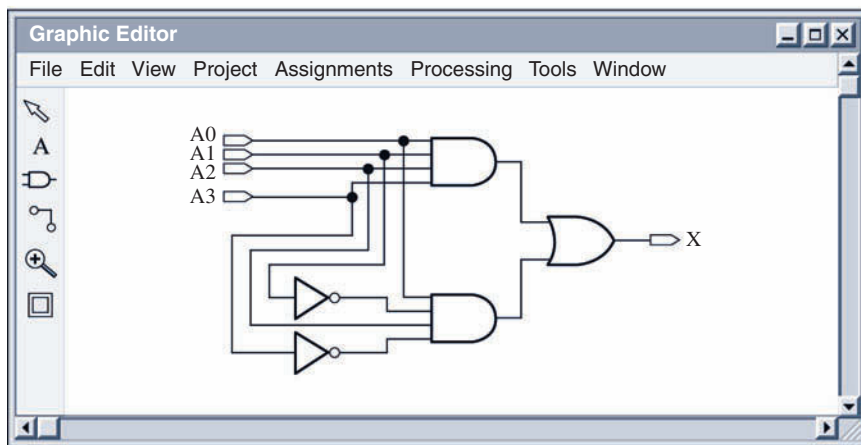 Graphic Editor
File Edit View Project Assignments Processing Tools Window
A
A0
A1
A2
A3
X